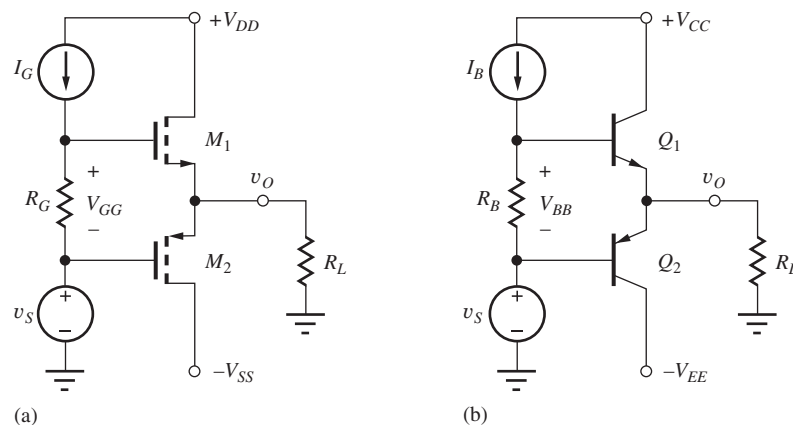 +V_DD
I_G
M_1
+
R_G V_GG v_O
−
M_2
R_L
+
v_S
−
−V_SS
(a)
+V_CC
I_B
Q_1
+
R_B V_BB v_O
−
Q_2
R_L
+
v_S
−
−V_EE
(b)